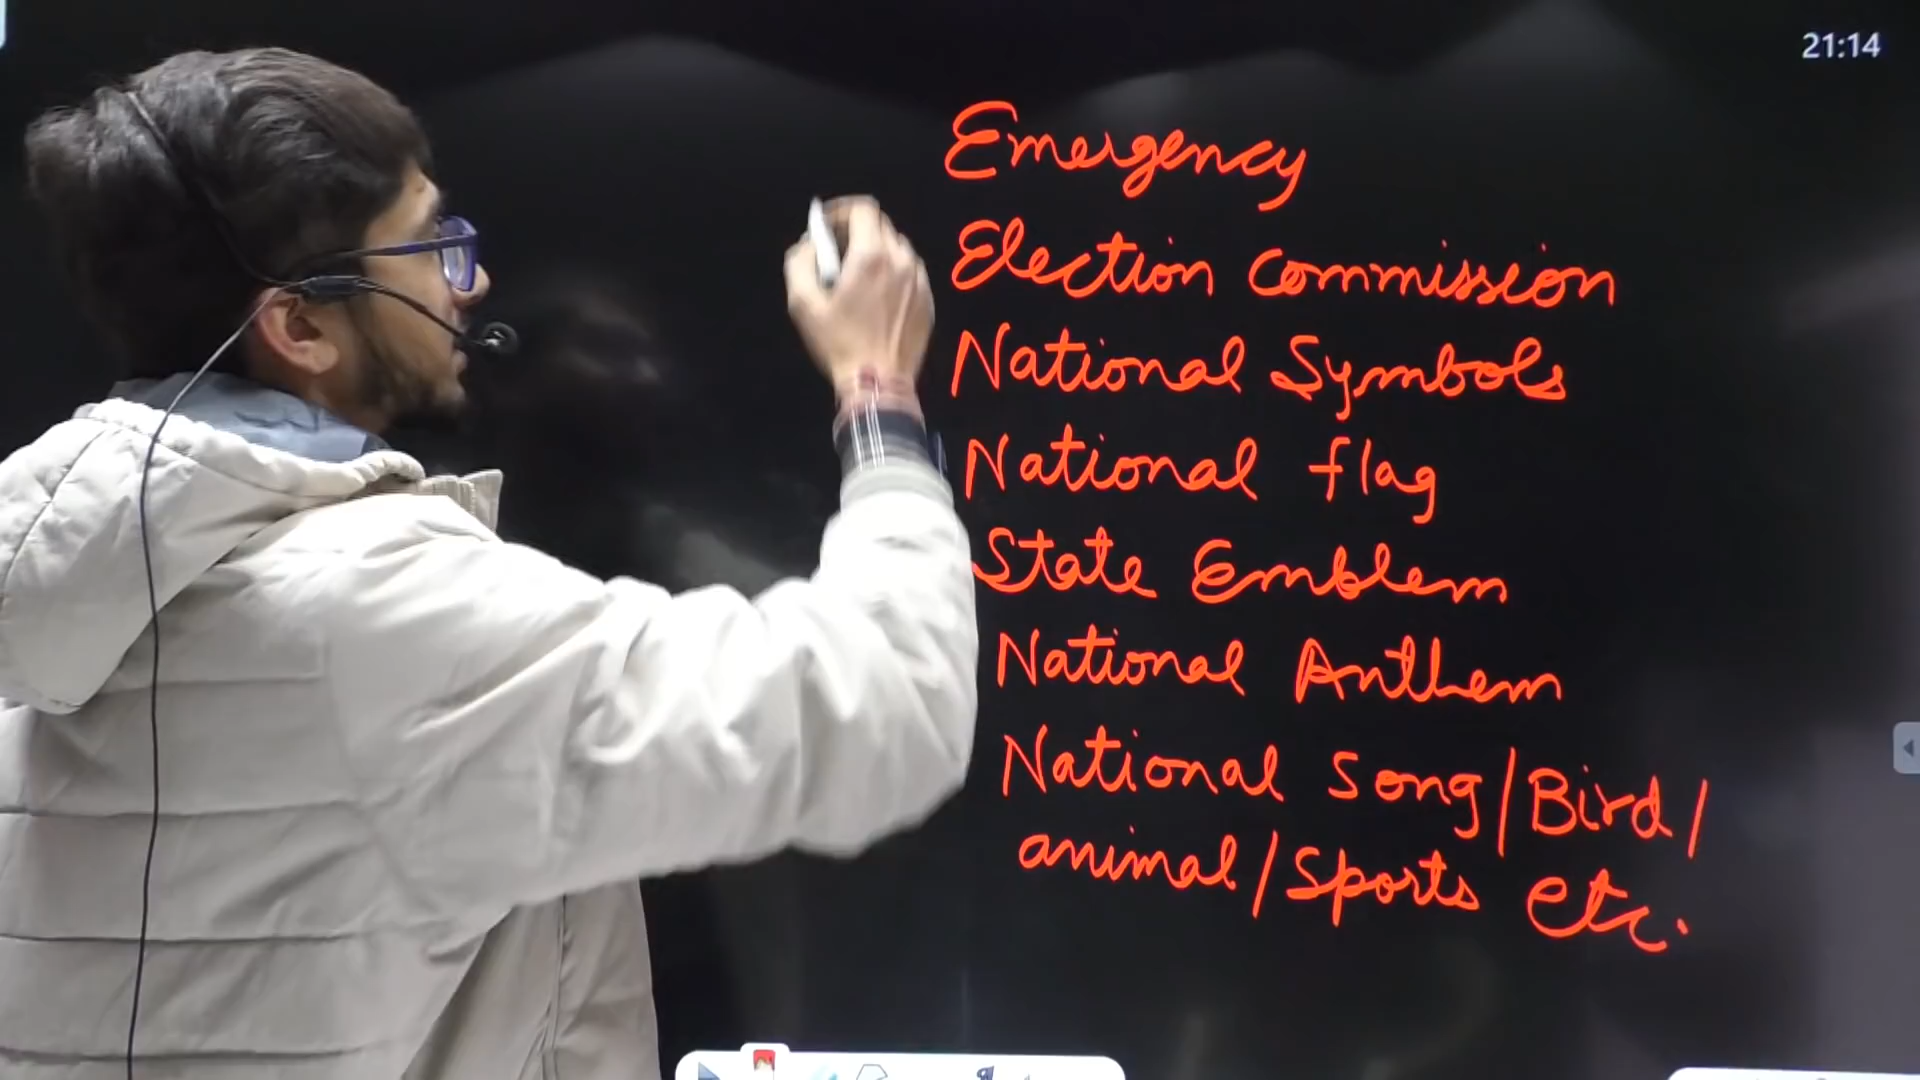 21:14
Emergency
Election Commission
National Symbols
National flag
State Emblem
National Anthem
National Song/Bird/
animal/Sports etc.